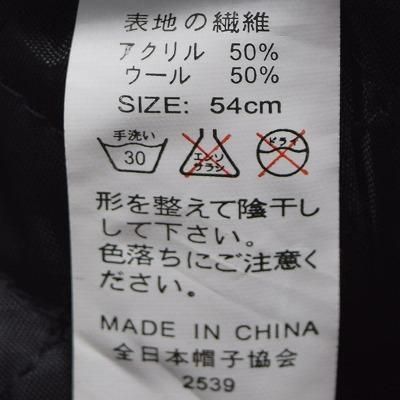 表地の繊維
アクリル 50%
ウール 50%
SIZE: 54cm
手洗い
30
エンソ
サラシ
ドライ
形を整えて陰干し
して下さい。
色落ちにご注意く
ださい。
MADE IN CHINA
全日本帽子協会
2539